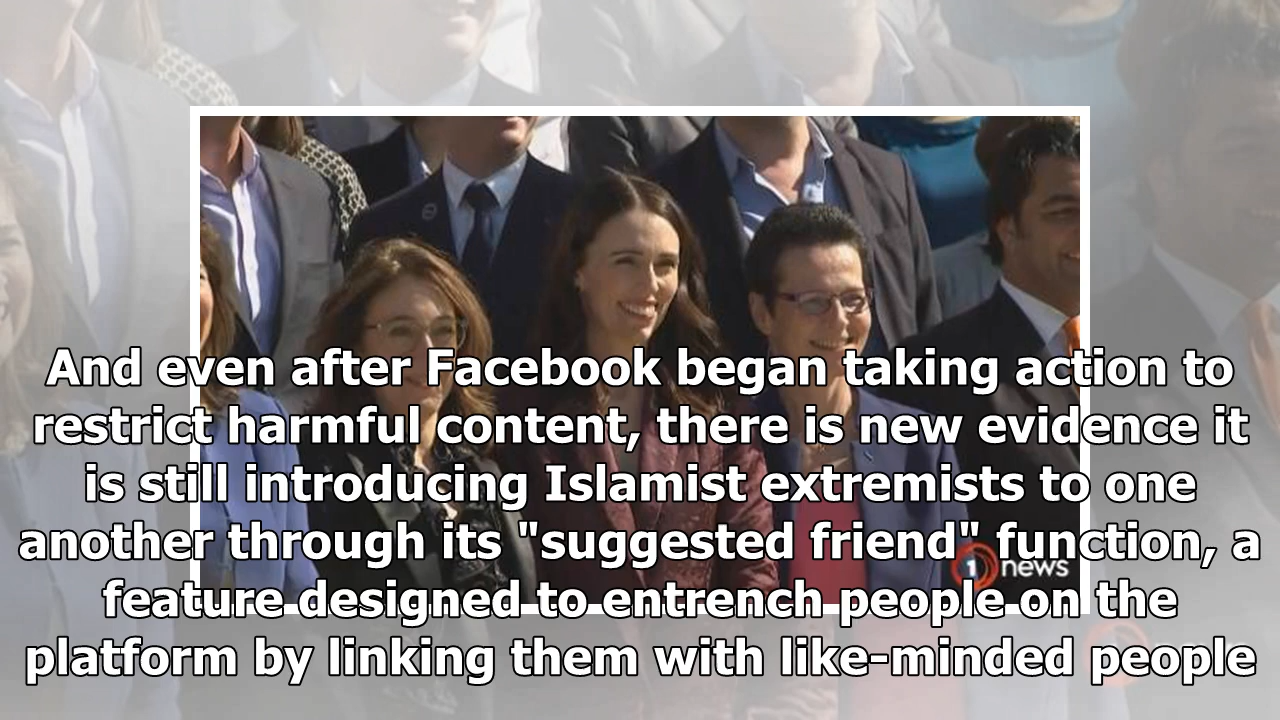 And even after Facebook began taking action to
restrict harmful content, there is new evidence it
is still introducing Islamist extremists to one
another through its "suggested friend" function, a
feature designed to entrench people on the
platform by linking them with like-minded people
1 news